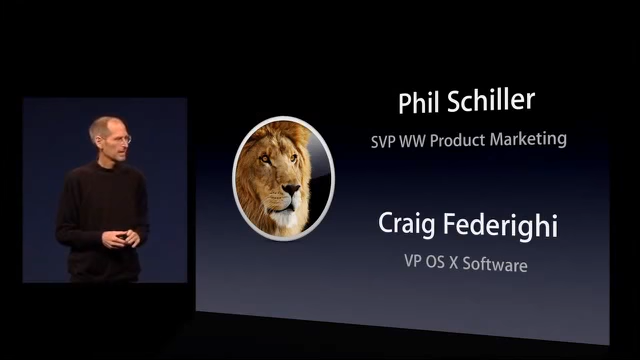 Phil Schiller
SVP WW Product Marketing
Craig Federighi
VP OS X Software